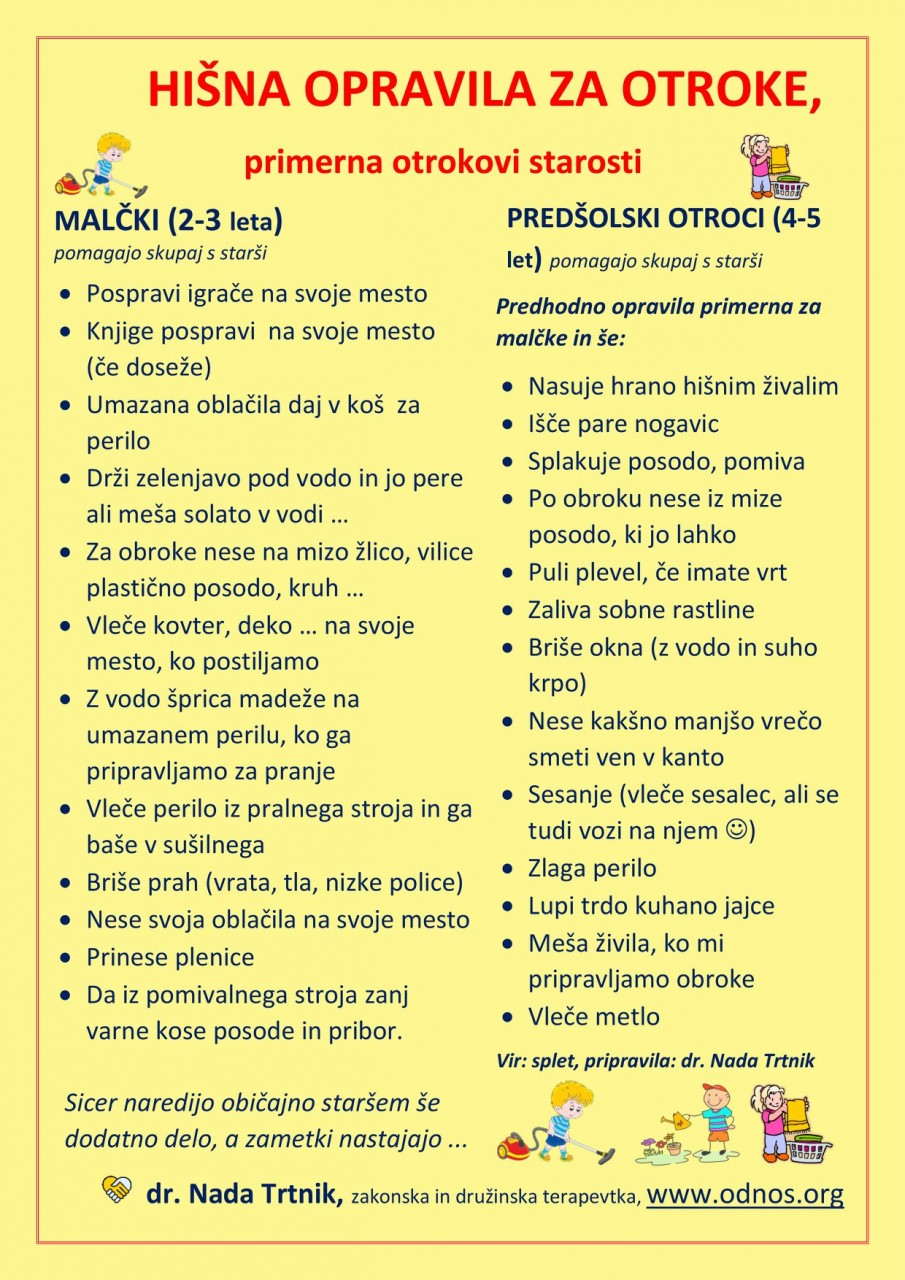 HIŠNA OPRAVILA ZA OTROKE,
primerna otrokovi starosti
MALČKI (2-3 leta)
pomagajo skupaj s starši
• Pospravi igrače na svoje mesto
• Knjige pospravi na svoje mesto
(če doseže)
• Umazana oblačila daj v koš za
perilo
• Drži zelenjavo pod vodo in jo pere
ali meša solato v vodi …
• Za obroke nese na mizo žlico, vilice
plastično posodo, kruh …
• Vleče kovter, deko … na svoje
mesto, ko postiljamo
• Z vodo šprica madeže na
umazanem perilu, ko ga
pripravljamo za pranje
• Vleče perilo iz pralnega stroja in ga
baše v sušilnega
• Briše prah (vrata, tla, nizke police)
• Nese svoja oblačila na svoje mesto
• Prinese plenice
• Da iz pomivalnega stroja zanj
varne kose posode in pribor.
Sicer naredijo običajno staršem še
dodatno delo, a zametki nastajajo ...
PREDŠOLSKI OTROCI (4-5
let) pomagajo skupaj s starši
Predhodno opravila primerna za
malčke in še:
• Nasuje hrano hišnim živalim
• Išče pare nogavic
• Splakuje posodo, pomiva
• Po obroku nese iz mize
posodo, ki jo lahko
• Puli plevel, če imate vrt
• Zaliva sobne rastline
• Briše okna (z vodo in suho
krpo)
• Nese kakšno manjšo vrečo
smeti ven v kanto
• Sesanje (vleče sesalec, ali se
tudi vozi na njem ☺)
• Zlaga perilo
• Lupi trdo kuhano jajce
• Meša živila, ko mi
pripravljamo obroke
• Vleče metlo
Vir: splet, pripravila: dr. Nada Trtnik
dr. Nada Trtnik, zakonska in družinska terapevtka, www.odnos.org